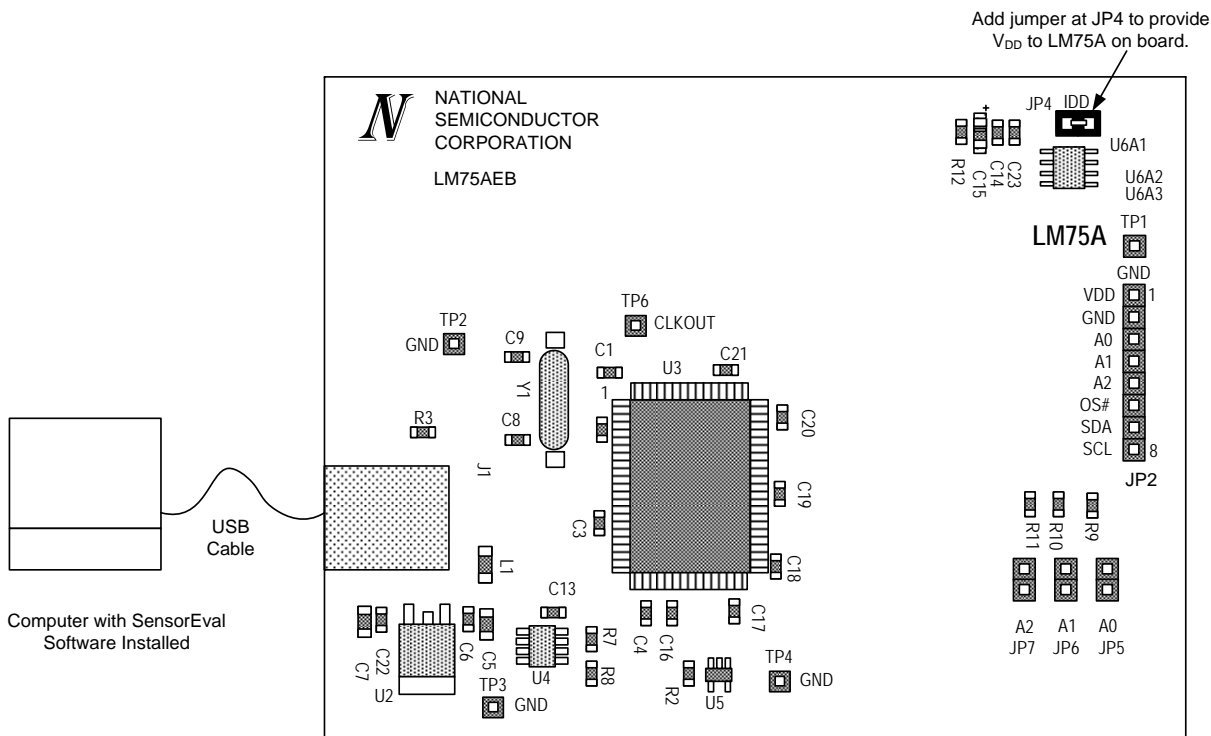 Add jumper at JP4 to provide
VDD to LM75A on board.
N
NATIONAL
SEMICONDUCTOR
CORPORATION
LM75AEB
JP4 IDD
+
R12
C15
C14
C23
U6A1
U6A2
U6A3
LM75A
TP1
GND
VDD 1
GND
A0
A1
A2
OS#
SDA
SCL 8
JP2
TP2
GND
TP6
CLKOUT
C9
Y1
C8
C1
U3
C21
1
C20
R3
J1
C3
C19
C18
USB
Cable
L1
R11
R10
R9
Computer with SensorEval
Software Installed
C7
C22
U2
C6
C5
C13
U4
R7
R8
C4
C16
C17
R2
U5
TP3
GND
TP4
GND
A2
JP7
A1
JP6
A0
JP5